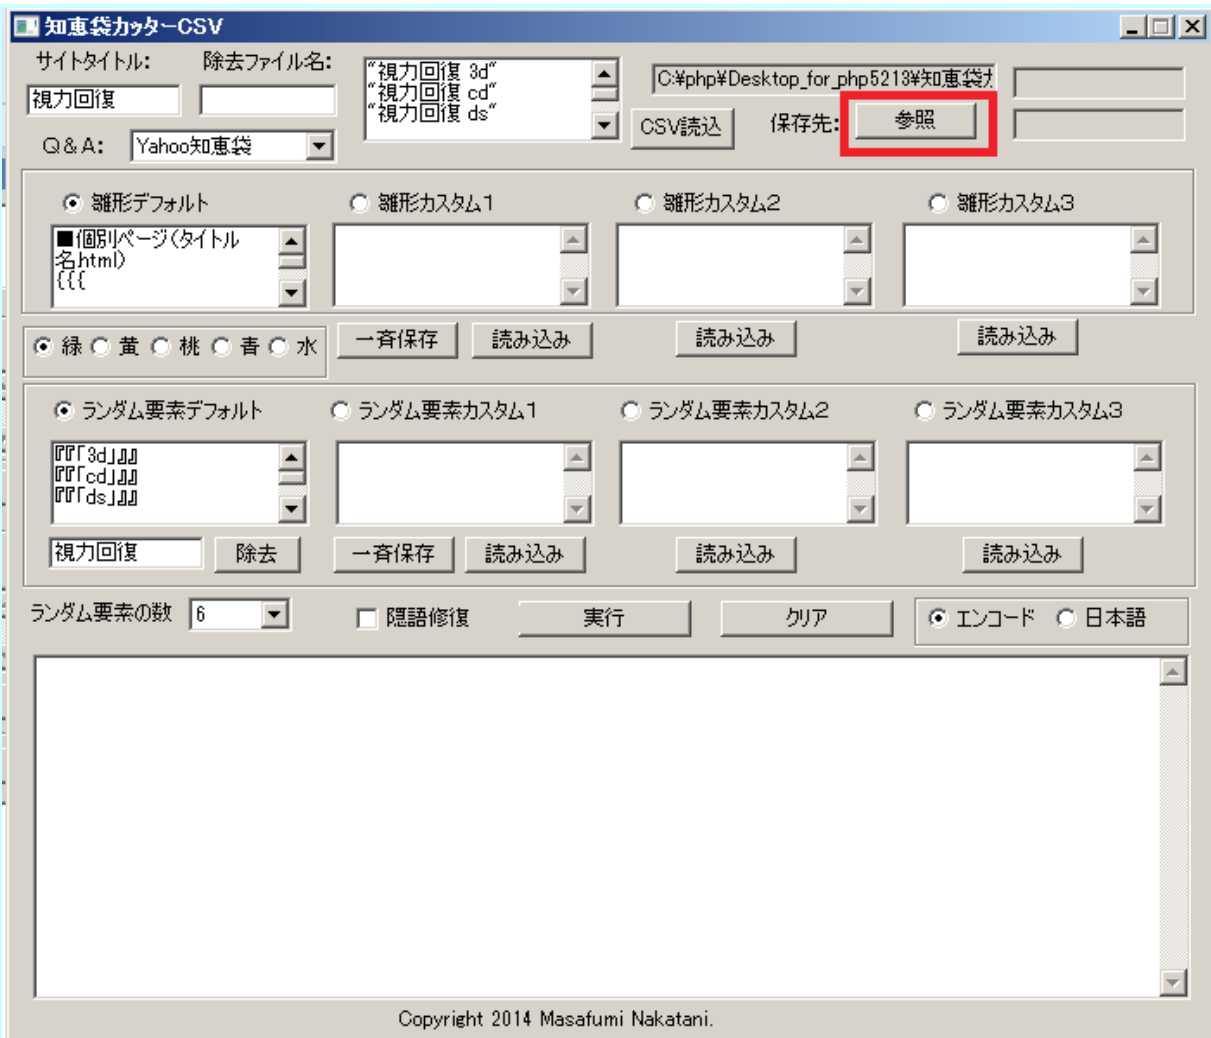 知恵袋カッターCSV
サイトタイトル:
除去ファイル名:
視力回復
"視力回復 3d"
"視力回復 cd"
"視力回復 ds"
C:¥php¥Desktop_for_php5213¥知恵袋
CSV読込
保存先:
参照
Q&A:
Yahoo知恵袋
雛形デフォルト
雛形カスタム1
雛形カスタム2
雛形カスタム3
■個別ページ(タイトル
名html)
{{{
緑 黄 桃 青 水
一斉保存
読み込み
読み込み
読み込み
ランダム要素デフォルト
ランダム要素カスタム1
ランダム要素カスタム2
ランダム要素カスタム3
『『「3d」』』
『『「cd」』』
『『「ds」』』
視力回復
除去
一斉保存
読み込み
読み込み
読み込み
ランダム要素の数
6
隠語修復
実行
クリア
エンコード
日本語
Copyright 2014 Masafumi Nakatani.